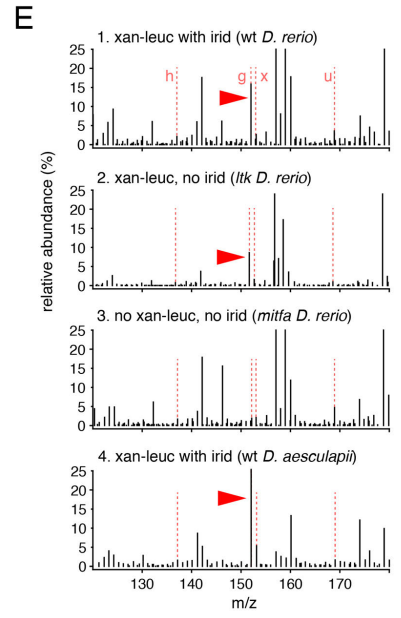 E
1. xan-leuc with irid (wt D. rerio)
25
20
15
10
5
0
h
g
x
u
2. xan-leuc, no irid (ltk D. rerio)
25
20
15
10
5
0
3. no xan-leuc, no irid (mitfa D. rerio)
25
20
15
10
5
0
4. xan-leuc with irid (wt D. aesculapii)
25
20
15
10
5
0
130 140 150 160 170
m/z
relative abundance (%)